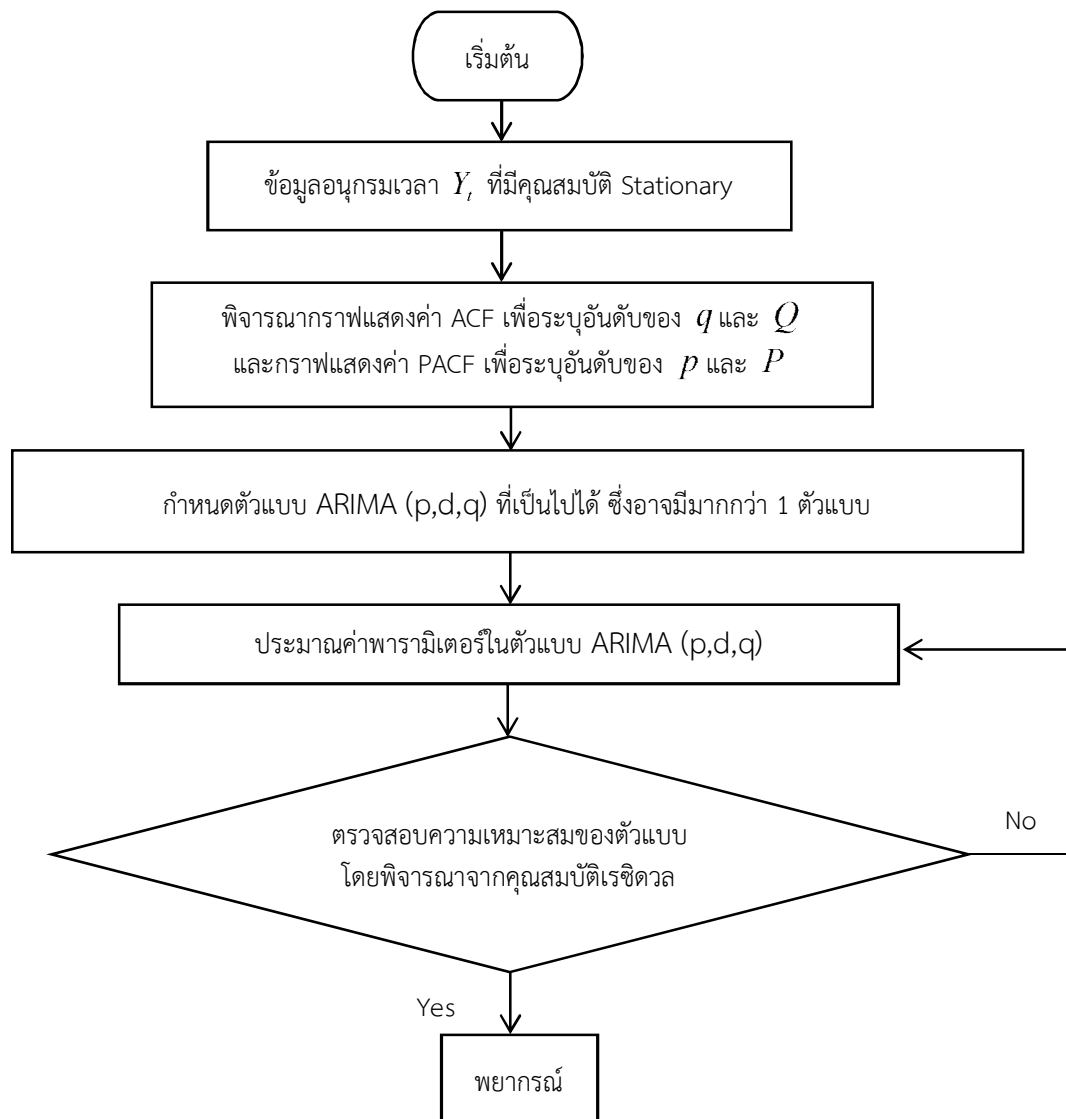 เริ่มต้น
ข้อมูลอนุกรมเวลา Yt ที่มีคุณสมบัติ Stationary
พิจารณากราฟแสดงค่า ACF เพื่อระบุอันดับของ q และ Q
และกราฟแสดงค่า PACF เพื่อระบุอันดับของ p และ P
กำหนดตัวแบบ ARIMA (p,d,q) ที่เป็นไปได้ ซึ่งอาจมีมากกว่า 1 ตัวแบบ
ประมาณค่าพารามิเตอร์ในตัวแบบ ARIMA (p,d,q)
ตรวจสอบความเหมาะสมของตัวแบบ
โดยพิจารณาจากคุณสมบัติเรซิดวล
No
Yes
พยากรณ์